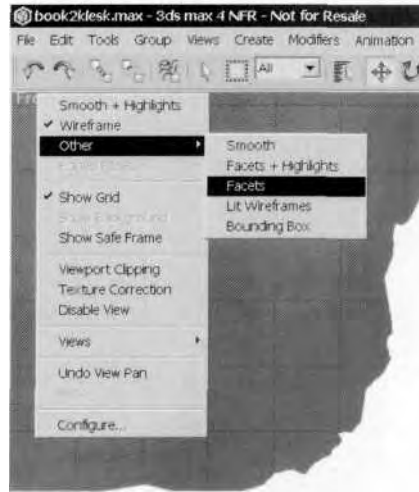 book2klesk.max - 3ds max 4 NFR - Not for Resale
File Edit Tools Group Views Create Modifiers Animation
All
Smooth + Highlights
Wireframe
Other
Smooth
Facets + Highlights
Facets
Lit Wireframes
Bounding Box
Show Grid
Show Background
Show Safe Frame
Viewport Clipping
Texture Correction
Disable View
Views
Undo View Pan
Configure...